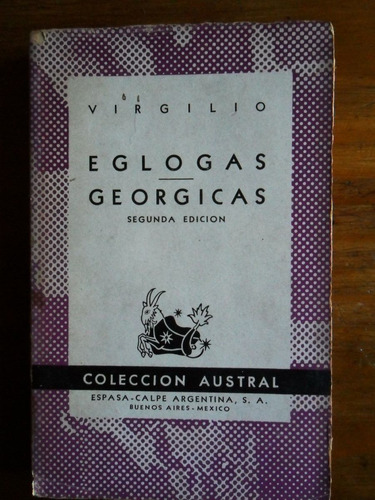 VIRGILIO
EGLOGAS
GEORGICAS
SEGUNDA EDICION
COLECCION AUSTRAL
ESPASA-CALPE ARGENTINA, S. A.
BUENOS AIRES - MEXICO